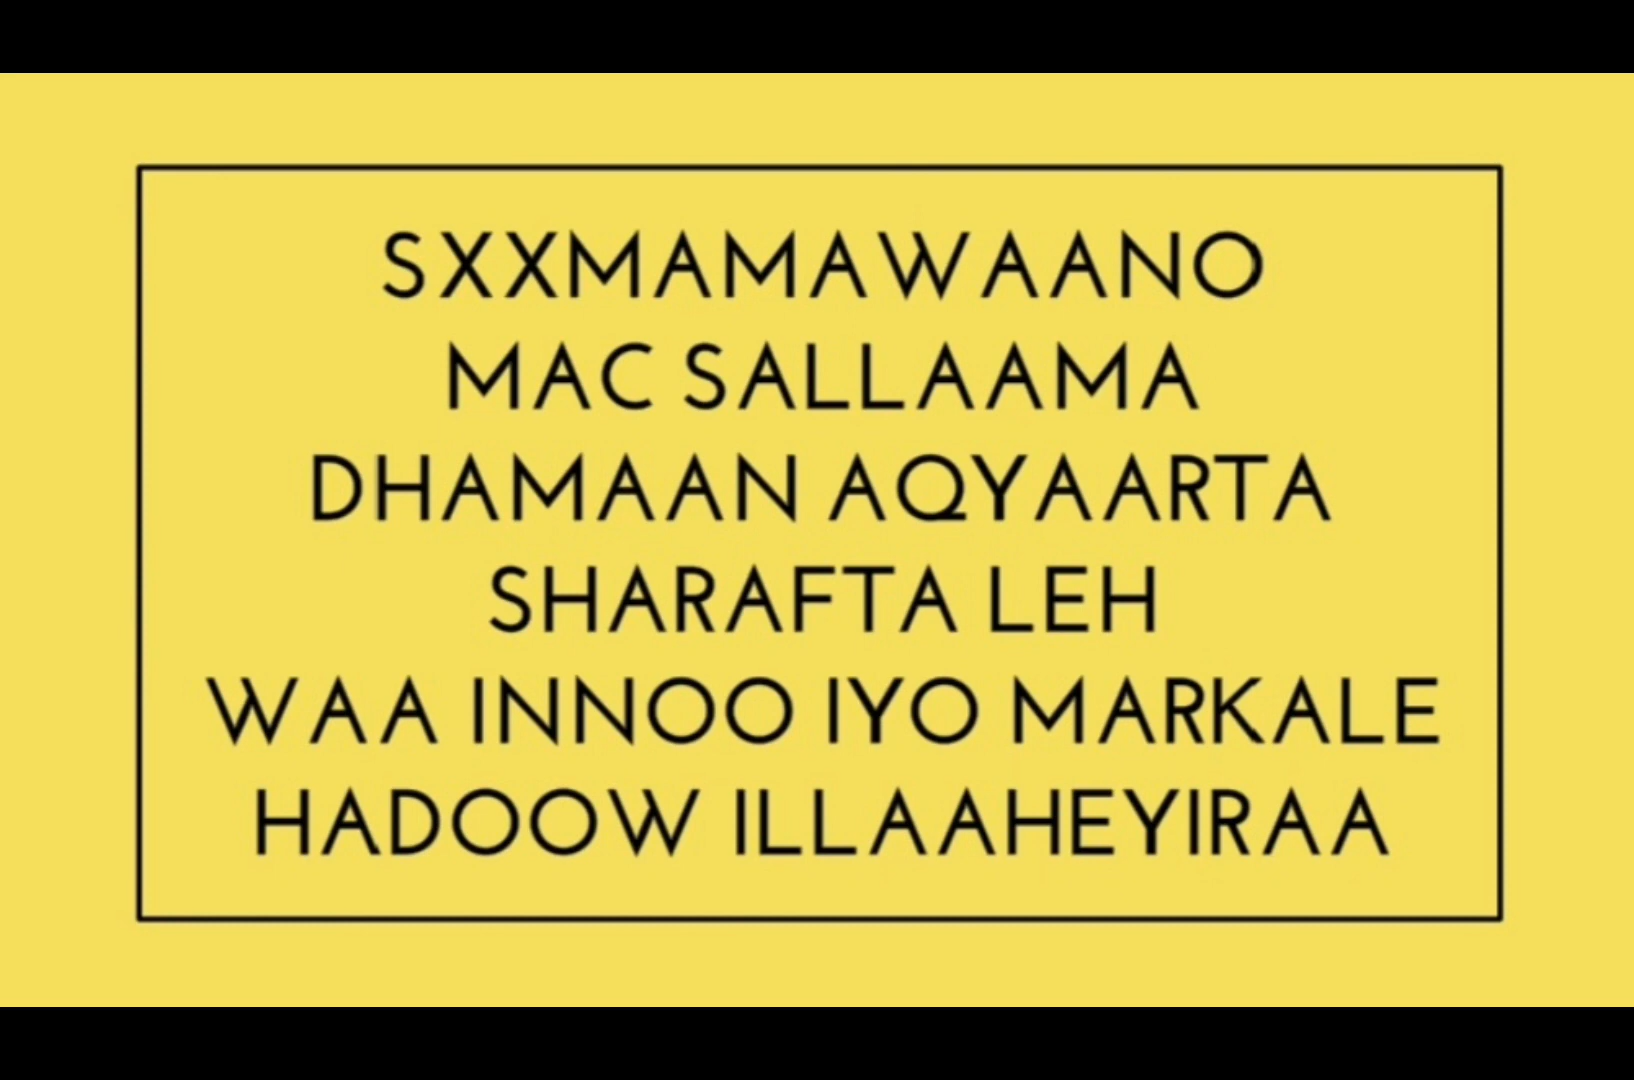 SXXMAMAWAANO
MAC SALLAAMA
DHAMAAN AQYAARTA
SHARAFTA LEH
WAA INNOO IYO MARKALE
HADOOW ILLAAHEYIRAA